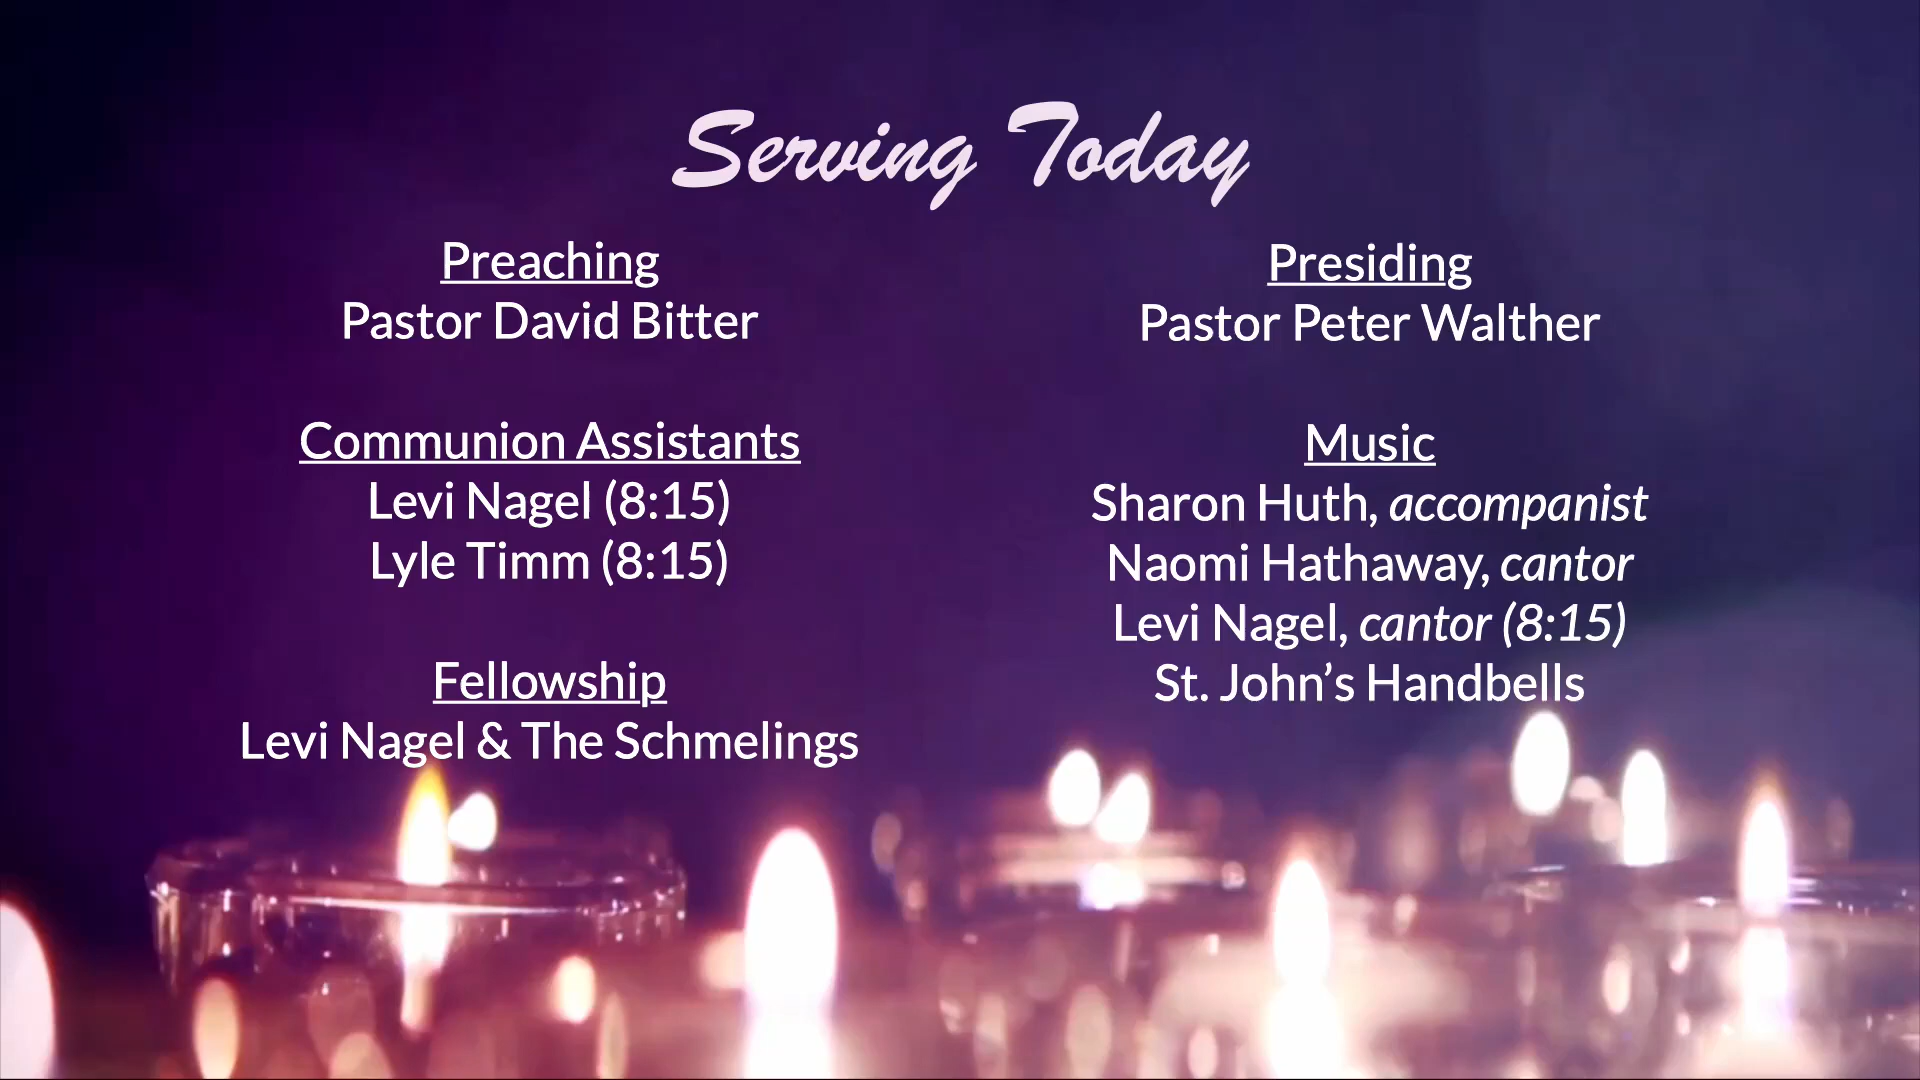 Serving Today
Preaching
Pastor David Bitter
Communion Assistants
Levi Nagel (8:15)
Lyle Timm (8:15)
Fellowship
Levi Nagel & The Schmelings
Presiding
Pastor Peter Walther
Music
Sharon Huth, accompanist
Naomi Hathaway, cantor
Levi Nagel, cantor (8:15)
St. John’s Handbells